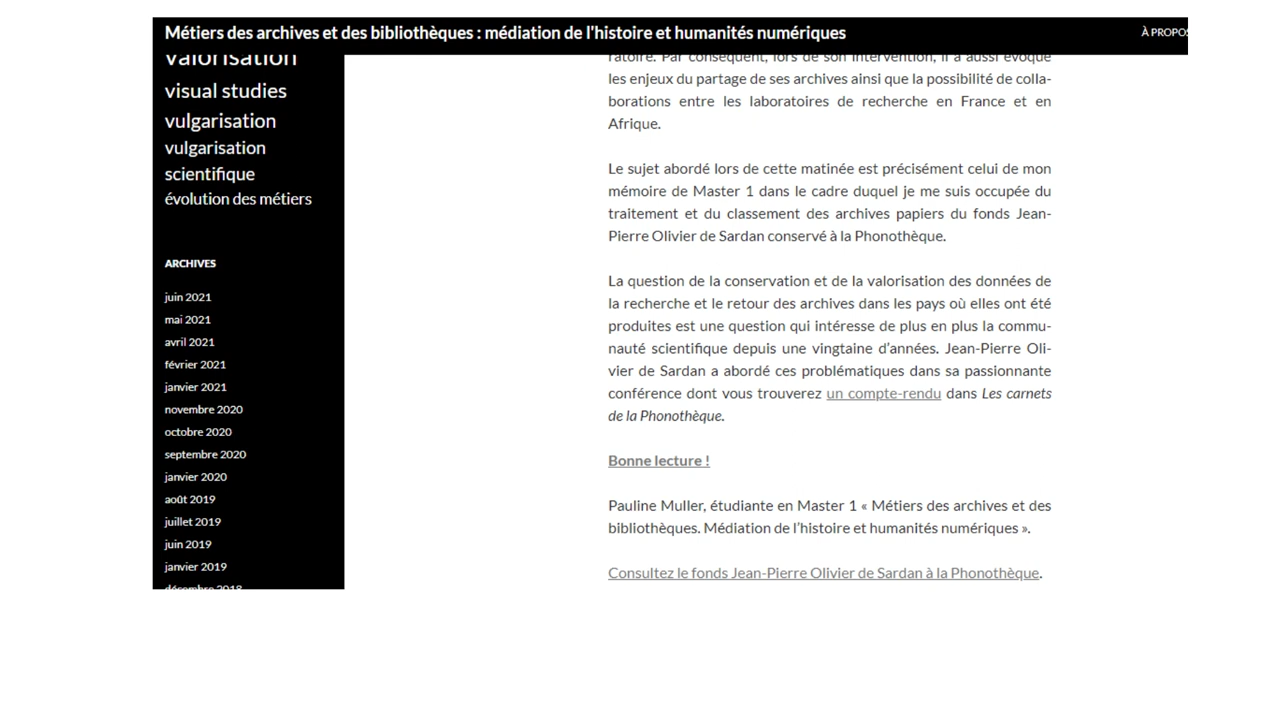 Métiers des archives et des bibliothèques : médiation de l'histoire et humanités numériques
À PROPOS
valorisation
visual studies
vulgarisation
vulgarisation
scientifique
évolution des métiers
ARCHIVES
juin 2021
mai 2021
avril 2021
février 2021
janvier 2021
novembre 2020
octobre 2020
septembre 2020
janvier 2020
août 2019
juillet 2019
juin 2019
janvier 2019
décembre 2018
ratoire. Par conséquent, lors de son intervention, il a aussi évoqué
les enjeux du partage de ses archives ainsi que la possibilité de colla-
borations entre les laboratoires de recherche en France et en
Afrique.
Le sujet abordé lors de cette matinée est précisément celui de mon
mémoire de Master 1 dans le cadre duquel je me suis occupée du
traitement et du classement des archives papiers du fonds Jean-
Pierre Olivier de Sardan conservé à la Phonothèque.
La question de la conservation et de la valorisation des données de
la recherche et le retour des archives dans les pays où elles ont été
produites est une question qui intéresse de plus en plus la commu-
nauté scientifique depuis une vingtaine d'années. Jean-Pierre Oli-
vier de Sardan a abordé ces problématiques dans sa passionnante
conférence dont vous trouverez un compte-rendu dans Les carnets
de la Phonothèque.
Bonne lecture !
Pauline Muller, étudiante en Master 1 « Métiers des archives et des
bibliothèques. Médiation de l'histoire et humanités numériques ».
Consultez le fonds Jean-Pierre Olivier de Sardan à la Phonothèque.